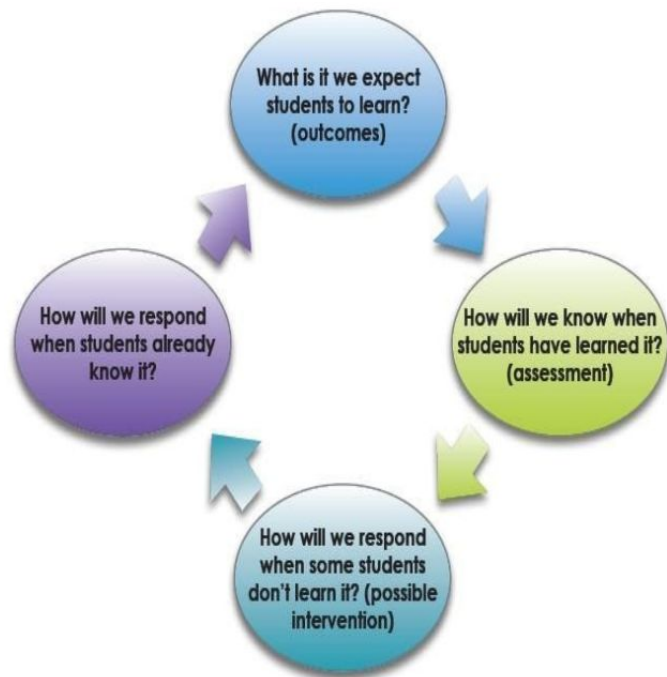 What is it we expect
students to learn?
(outcomes)
How will we know when
students have learned it?
(assessment)
How will we respond
when some students
don't learn it? (possible
intervention)
How will we respond
when students already
know it?